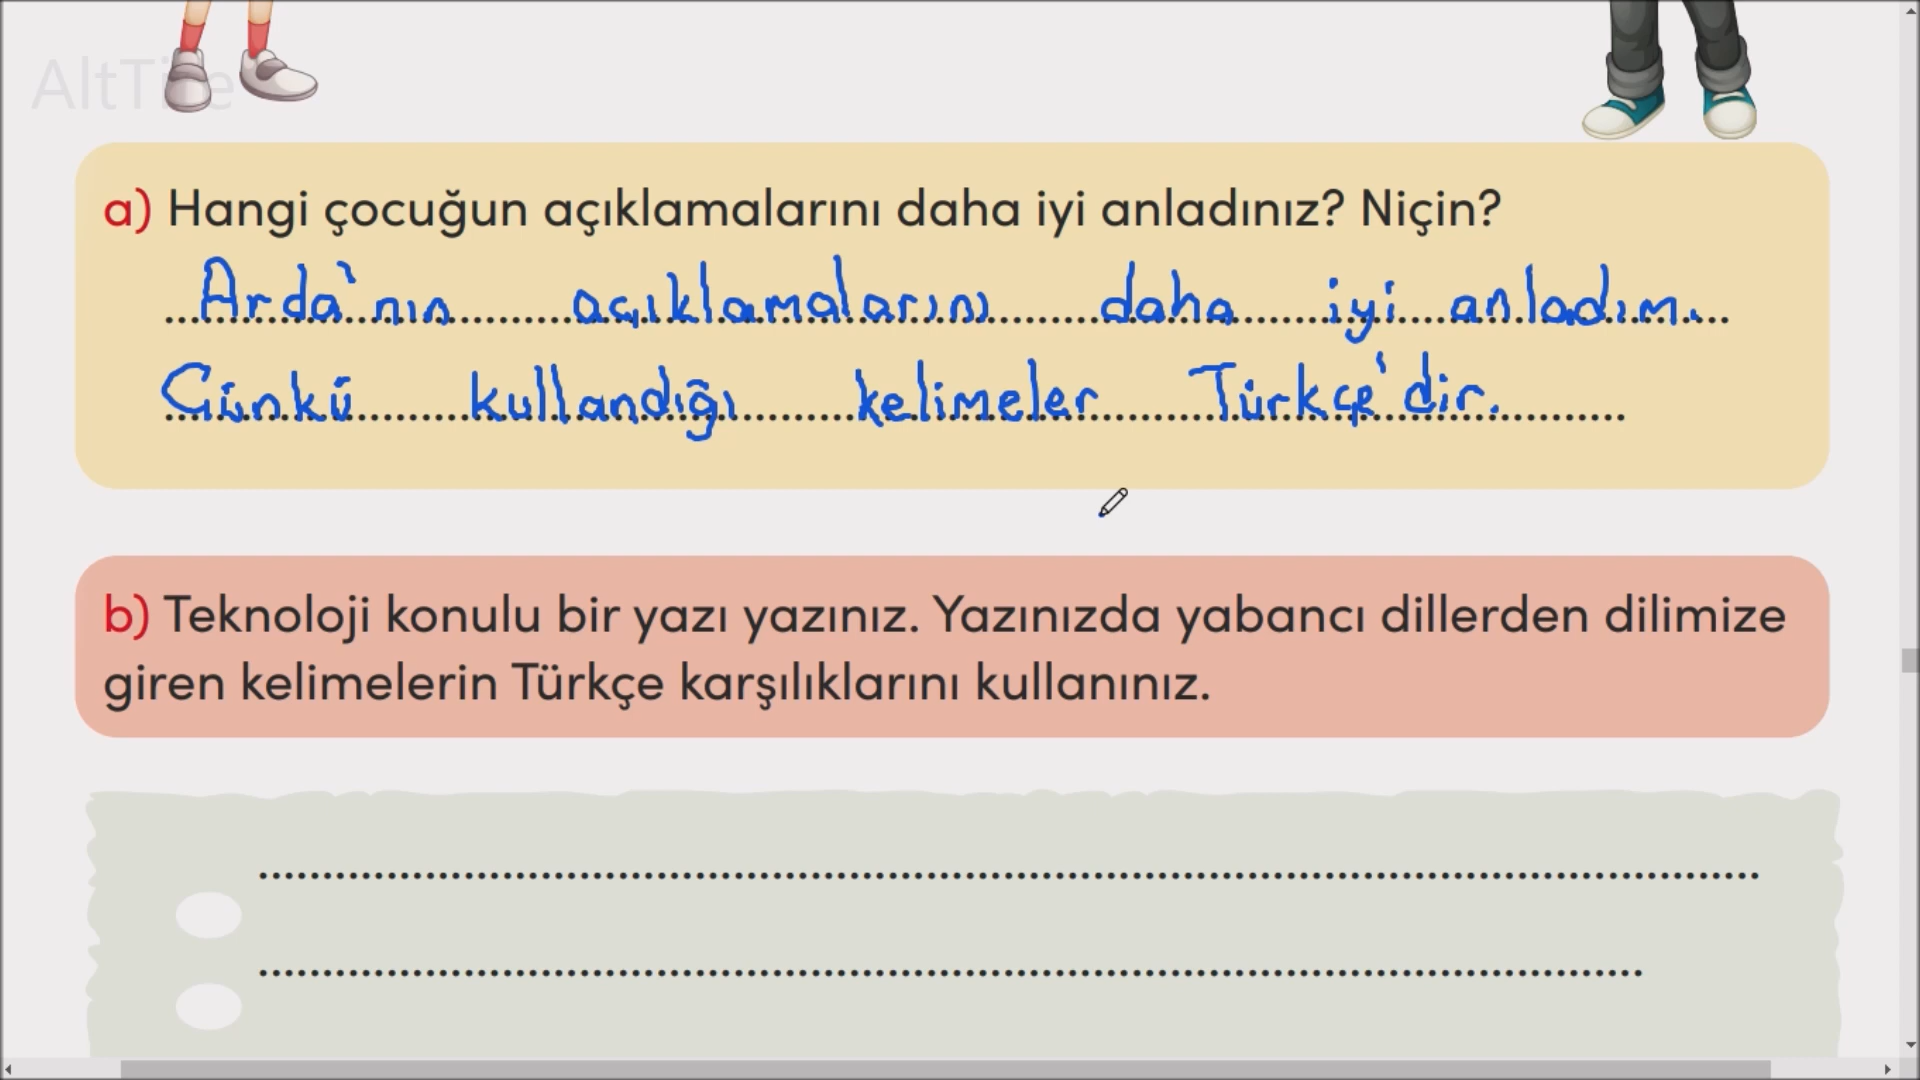 AltTire
a) Hangi çocuğun açıklamalarını daha iyi anladınız? Niçin?
Arda'nın açıklamalarını daha iyi anladım.
Çünkü kullandığı kelimeler Türkçe'dir.
b) Teknoloji konulu bir yazı yazınız. Yazınızda yabancı dillerden dilimize
giren kelimelerin Türkçe karşılıklarını kullanınız.